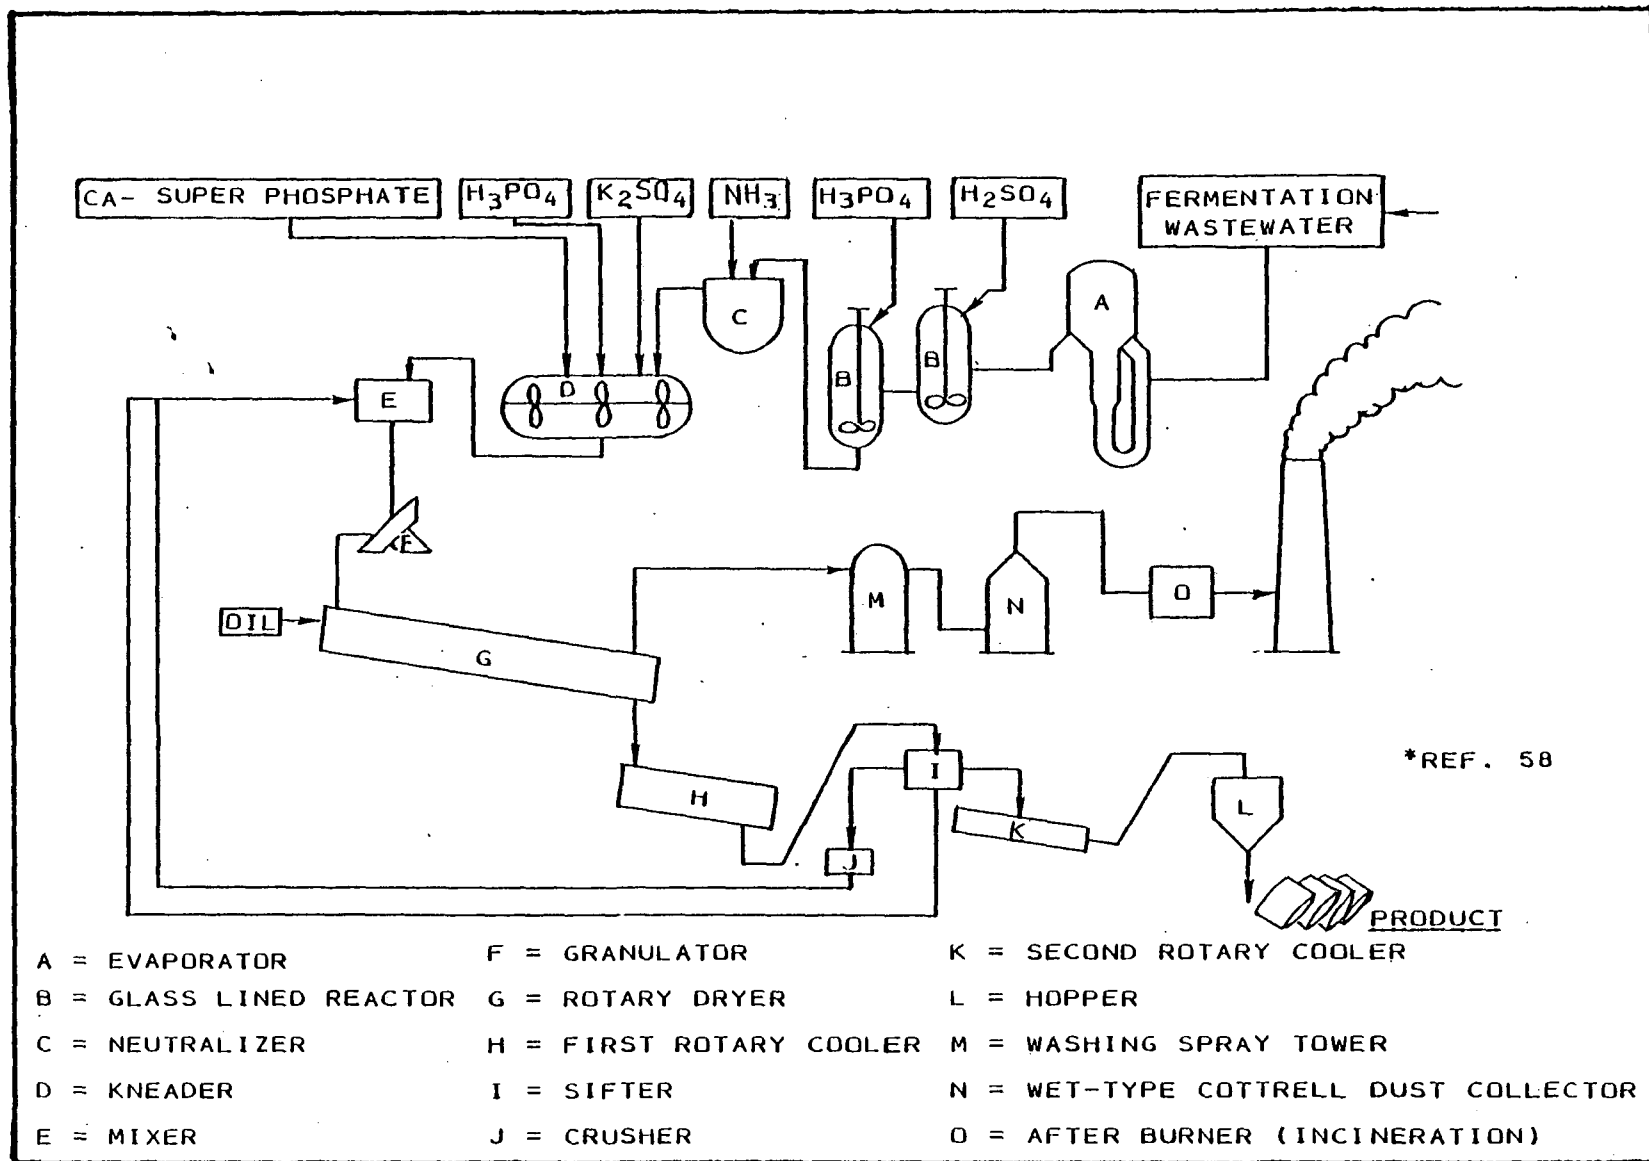 CA- SUPER PHOSPHATE
H3PO4
K2SO4
NH3
H3PO4
H2SO4
FERMENTATION
WASTEWATER
A
B
B
C
D
E
F
OIL
G
M
N
O
*REF. 58
H
I
J
K
L
PRODUCT
A = EVAPORATOR
B = GLASS LINED REACTOR
C = NEUTRALIZER
D = KNEADER
E = MIXER
F = GRANULATOR
G = ROTARY DRYER
H = FIRST ROTARY COOLER
I = SIFTER
J = CRUSHER
K = SECOND ROTARY COOLER
L = HOPPER
M = WASHING SPRAY TOWER
N = WET-TYPE COTTRELL DUST COLLECTOR
O = AFTER BURNER (INCINERATION)